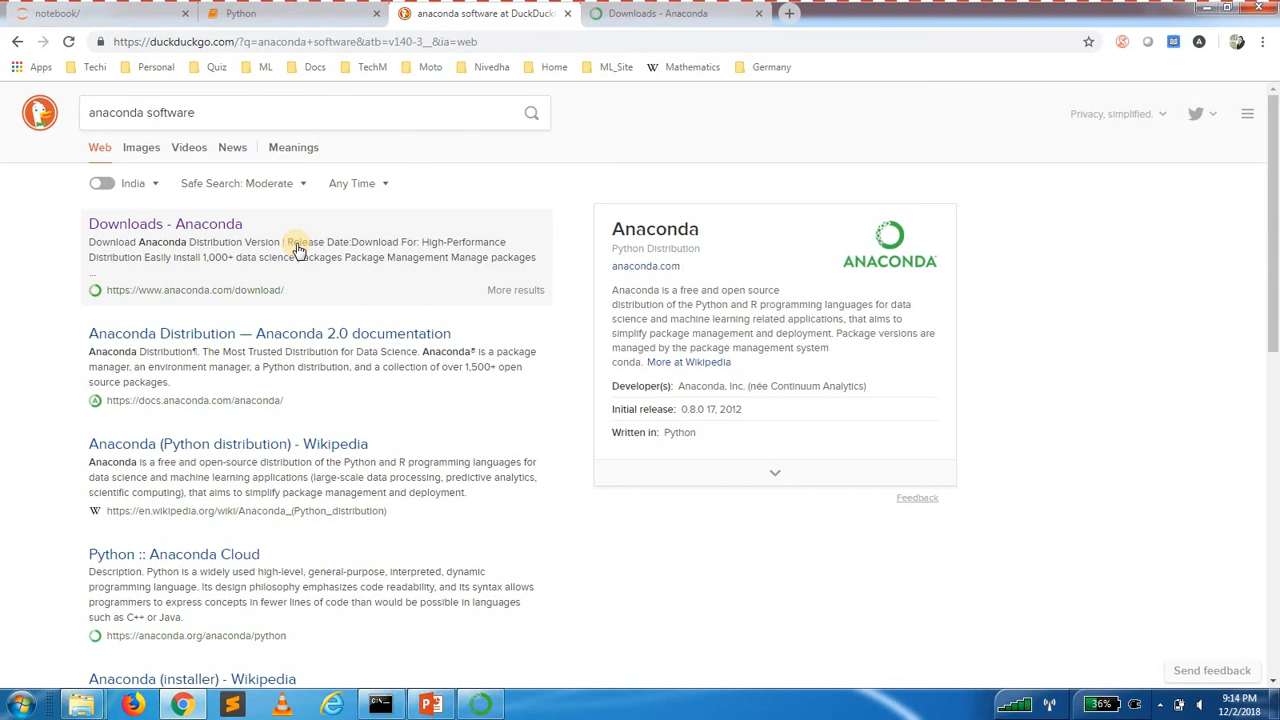 notebook/
Python
anaconda software at DuckDuck
Downloads - Anaconda
https://duckduckgo.com/?q=anaconda+software&atb=v140-3__&ia=web
Apps
Techi
Personal
Quiz
ML
Docs
TechM
Moto
Nivedha
Home
ML_Site
Mathematics
Germany
anaconda software
Privacy, simplified.
Web
Images
Videos
News
Meanings
India
Safe Search: Moderate
Any Time
Downloads - Anaconda
Download Anaconda Distribution Version | Release Date:Download For: High-Performance
Distribution Easily install 1,000+ data science packages Package Management Manage packages
...
https://www.anaconda.com/download/
More results
Anaconda Distribution — Anaconda 2.0 documentation
Anaconda Distribution¶. The Most Trusted Distribution for Data Science. Anaconda® is a package
manager, an environment manager, a Python distribution, and a collection of over 1,500+ open
source packages.
https://docs.anaconda.com/anaconda/
Anaconda (Python distribution) - Wikipedia
Anaconda is a free and open-source distribution of the Python and R programming languages for
data science and machine learning applications (large-scale data processing, predictive analytics,
scientific computing), that aims to simplify package management and deployment.
https://en.wikipedia.org/wiki/Anaconda_(Python_distribution)
Python :: Anaconda Cloud
Description. Python is a widely used high-level, general-purpose, interpreted, dynamic
programming language. Its design philosophy emphasizes code readability, and its syntax allows
programmers to express concepts in fewer lines of code than would be possible in languages
such as C++ or Java.
https://anaconda.org/anaconda/python
Anaconda (installer) - Wikipedia
Anaconda
Python Distribution
anaconda.com
ANACONDA
Anaconda is a free and open source
distribution of the Python and R programming languages for data
science and machine learning related applications, that aims to
simplify package management and deployment. Package versions are
managed by the package management system
conda. More at Wikipedia
Developer(s): Anaconda, Inc. (née Continuum Analytics)
Initial release: 0.8.0 17, 2012
Written in: Python
Feedback
Send feedback
36%
9:14 PM
12/2/2018